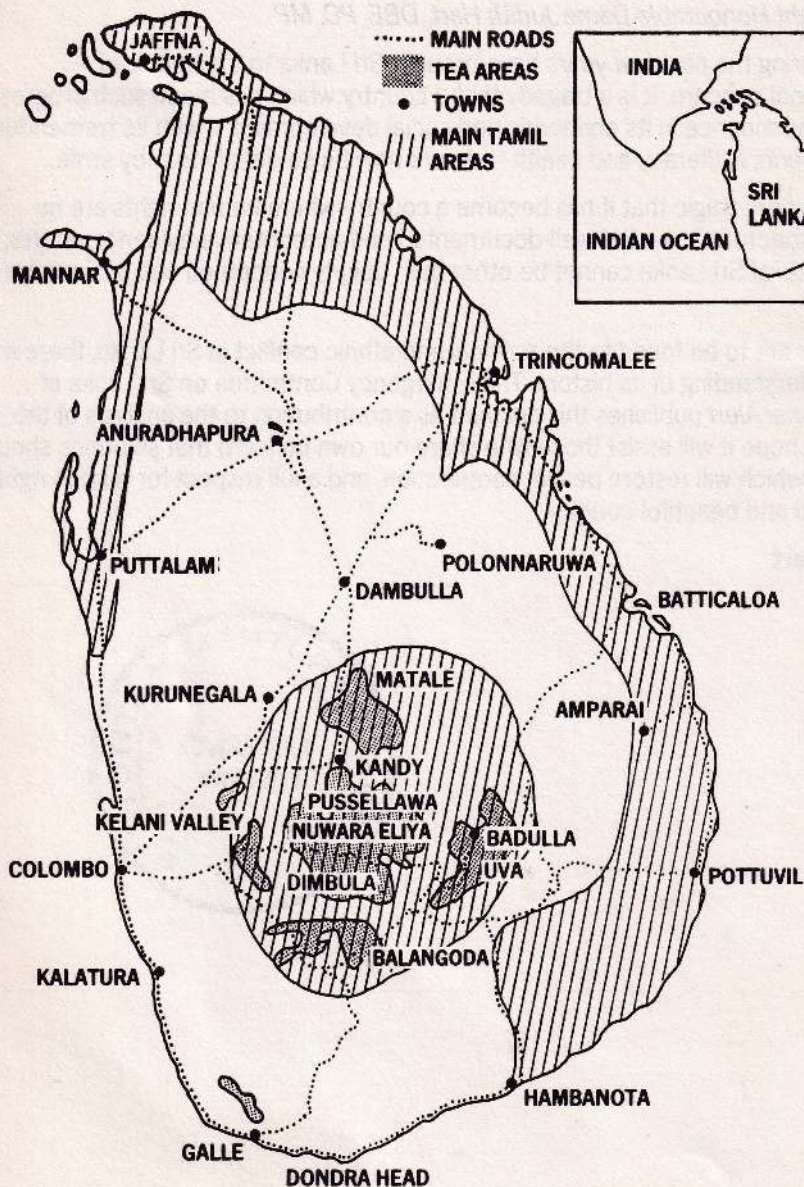 JAFFNA
MAIN ROADS
TEA AREAS
TOWNS
MAIN TAMIL
AREAS
INDIA
SRI
LANKA
INDIAN OCEAN
MANNAR
TRINCOMALEE
ANURADHAPURA
PUTTALAM
POLONNARUWA
DAMBULLA
BATTICALOA
KURUNEGALA
MATALE
AMPARAI
KANDY
PUSSELLAWA
KELANI VALLEY
NUWARA ELIYA
BADULLA
COLOMBO
UVA
DIMBULA
POTTUVIL
BALANGODA
KALATURA
HAMBANOTA
GALLE
DONDRA HEAD